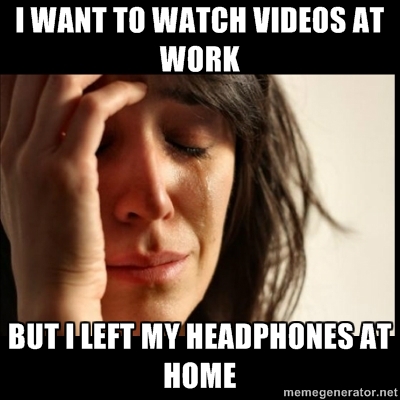 I WANT TO WATCH VIDEOS AT
WORK
BUT I LEFT MY HEADPHONES AT
HOME
memegenerator.net